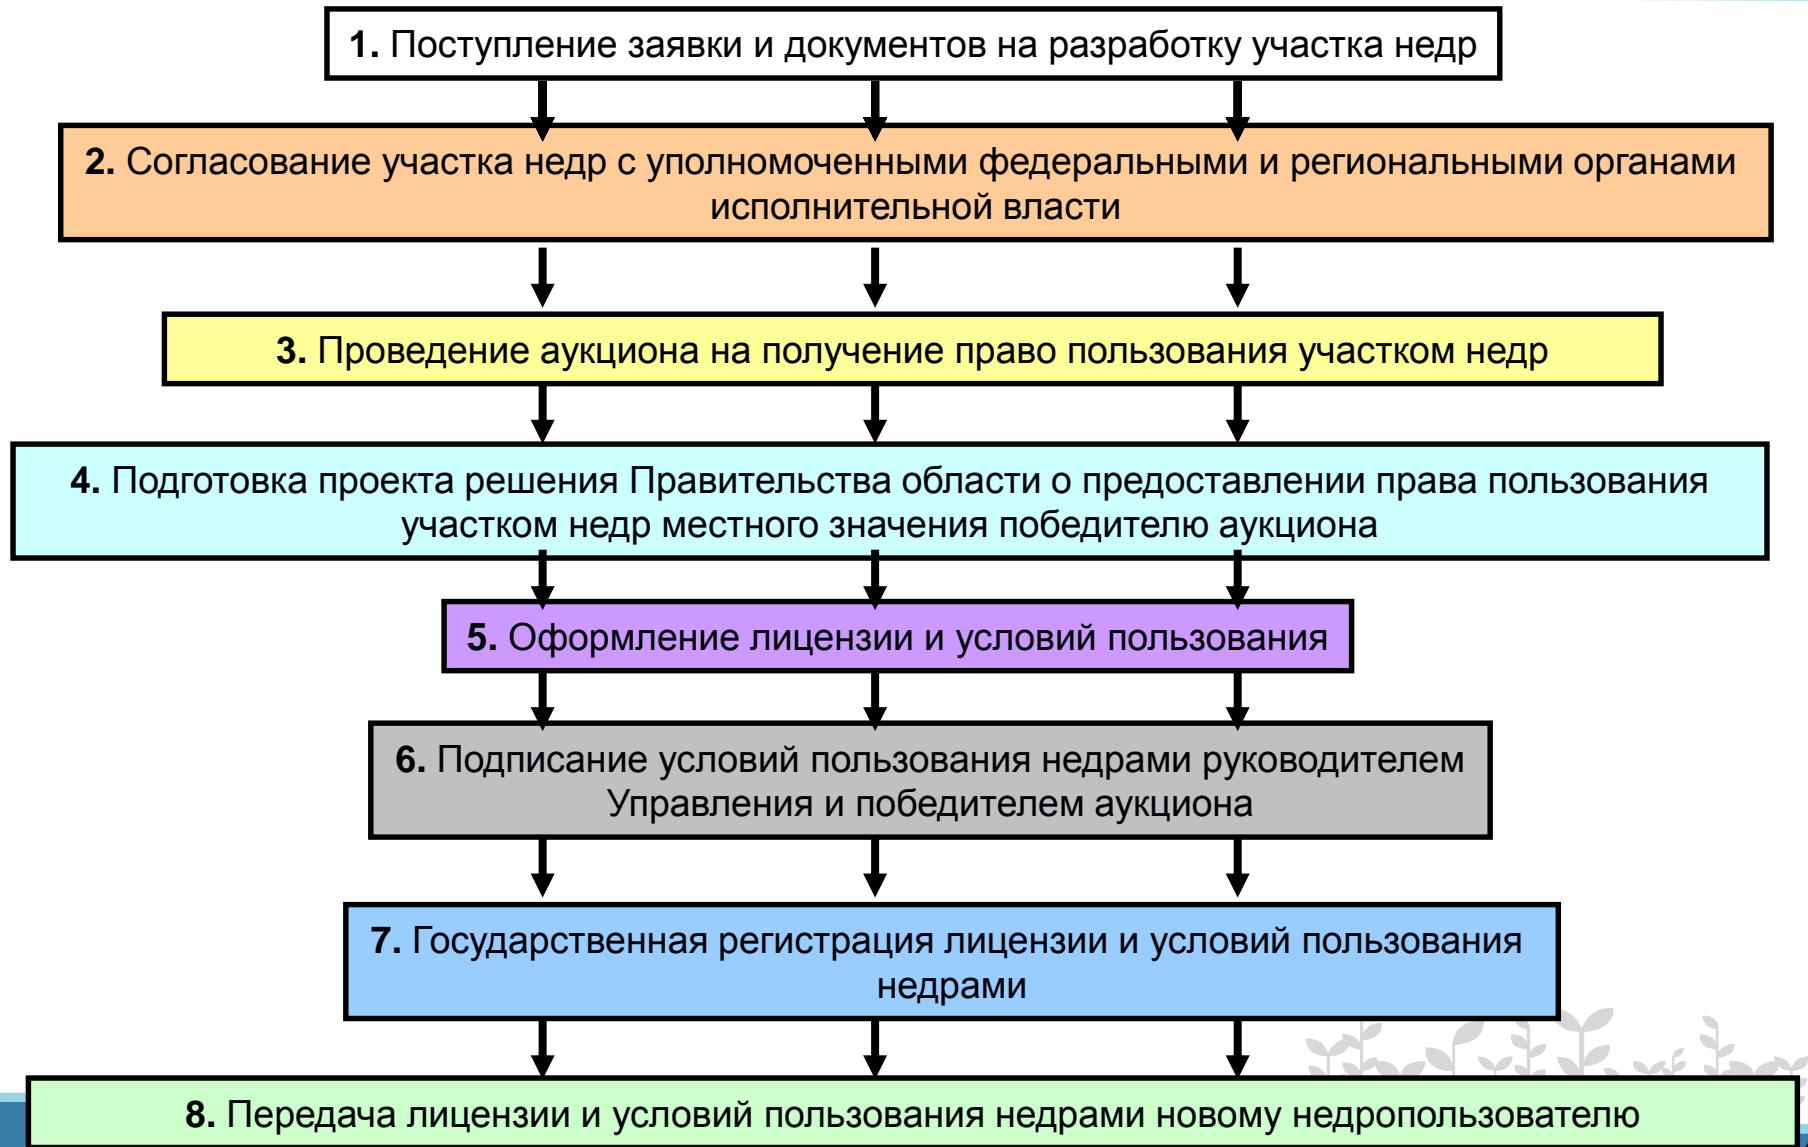 1. Поступление заявки и документов на разработку участка недр
2. Согласование участка недр с уполномоченными федеральными и региональными органами
исполнительной власти
3. Проведение аукциона на получение право пользования участком недр
4. Подготовка проекта решения Правительства области о предоставлении права пользования
участком недр местного значения победителю аукциона
5. Оформление лицензии и условий пользования
6. Подписание условий пользования недрами руководителем
Управления и победителем аукциона
7. Государственная регистрация лицензии и условий пользования
недрами
8. Передача лицензии и условий пользования недрами новому недропользователю